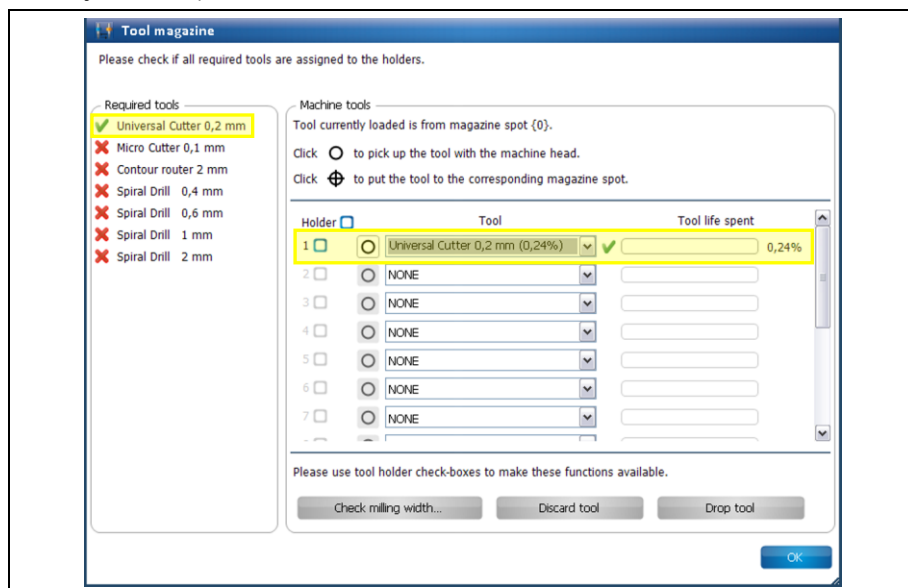 Tool magazine
Please check if all required tools are assigned to the holders.
Required tools
Universal Cutter 0,2 mm
Micro Cutter 0,1 mm
Contour router 2 mm
Spiral Drill 0,4 mm
Spiral Drill 0,6 mm
Spiral Drill 1 mm
Spiral Drill 2 mm
Machine tools
Tool currently loaded is from magazine spot {0}.
Click to pick up the tool with the machine head.
Click to put the tool to the corresponding magazine spot.
Holder Tool Tool life spent
1 Universal Cutter 0,2 mm (0,24%) 0,24%
2 NONE
3 NONE
4 NONE
5 NONE
6 NONE
7 NONE
Please use tool holder check-boxes to make these functions available.
Check milling width... Discard tool Drop tool
OK